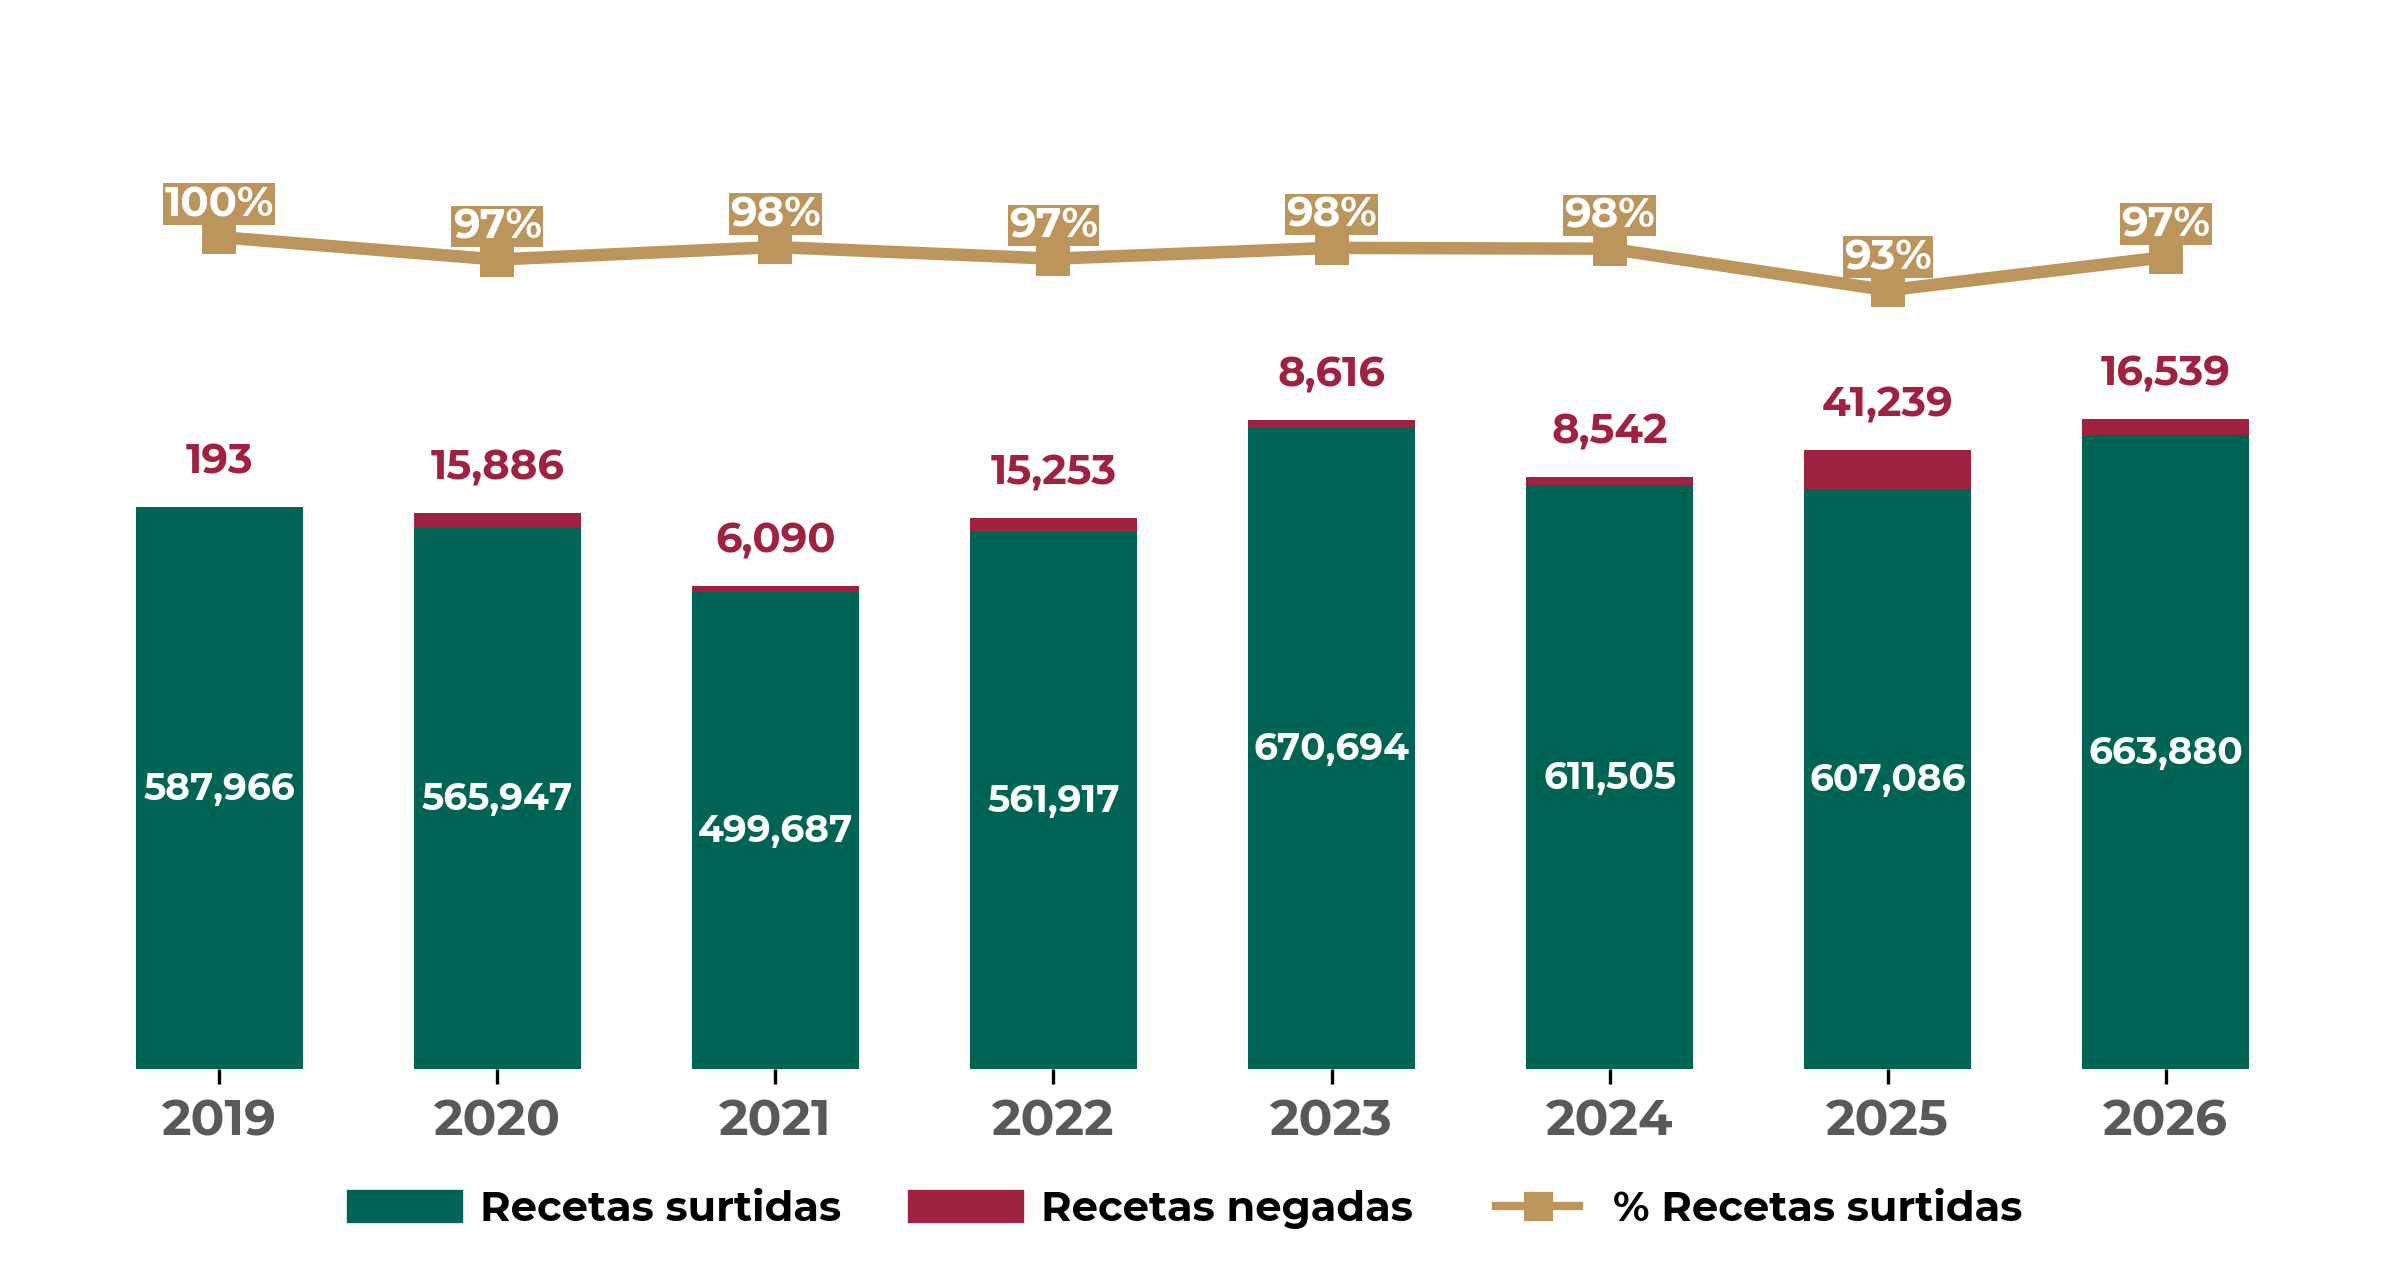 100% 97% 98% 97% 98% 98% 93% 97%
193 15,886 6,090 15,253 8,616 8,542 41,239 16,539
587,966 565,947 499,687 561,917 670,694 611,505 607,086 663,880
2019 2020 2021 2022 2023 2024 2025 2026
Recetas surtidas Recetas negadas % Recetas surtidas